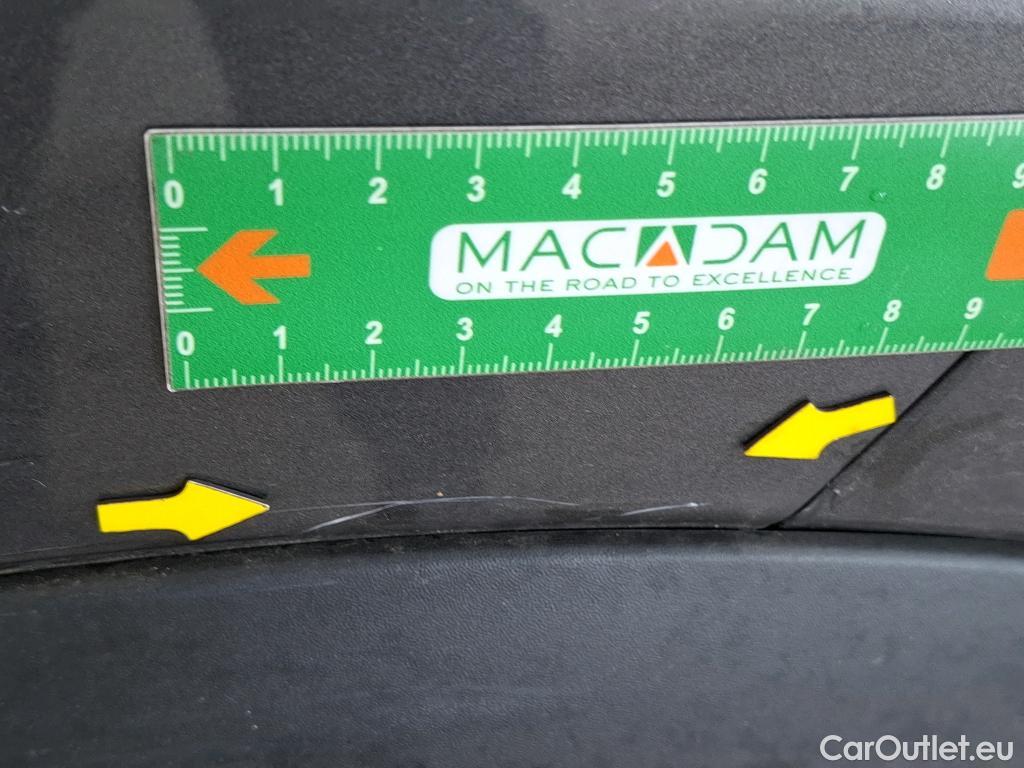 0 1 2 3 4 5 6 7 8 9
MACADAM
ON THE ROAD TO EXCELLENCE
0 1 2 3 4 5 6 7 8 9
CarOutlet.eu